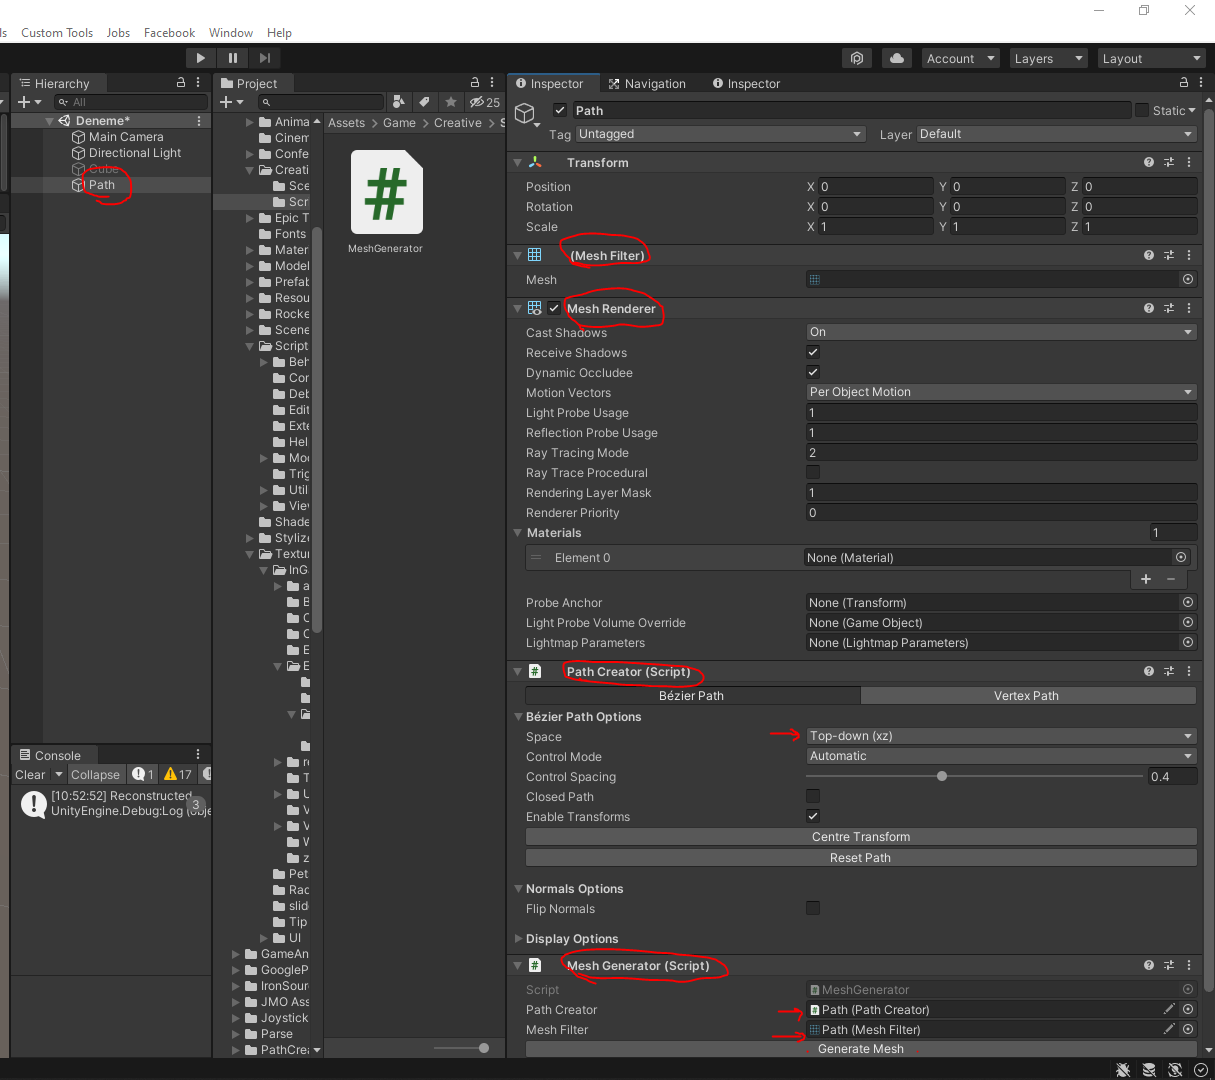 ls Custom Tools Jobs Facebook Window Help
Account Layers Layout
Hierarchy
All
Deneme*
Main Camera
Directional Light
Cube
Path
Project
25
Assets > Game > Creative > S
Anima
Cinem
Confe
Creati
Sce
Scr
Epic T
Fonts
Mater
Model
Prefab
Resou
Rocke
Scene
Script
Beh
Cor
Deb
Edit
Exte
Hel
Mod
Trig
Util
View
Shade
Stylize
Textur
InGa
a
B
C
C
E
E
re
T
U
V
V
W
z
Pet
Rac
slide
Tip
UI
GameAn
GoogleP
IronSour
JMO Ass
Joystick
Parse
PathCrea
#
MeshGenerator
Console
Clear Collapse 1 17
[10:52:52] Reconstructed
UnityEngine.Debug:Log (obje
3
Inspector Navigation Inspector
Path Static
Tag Untagged Layer Default
Transform
Position X 0 Y 0 Z 0
Rotation X 0 Y 0 Z 0
Scale X 1 Y 1 Z 1
(Mesh Filter)
Mesh
Mesh Renderer
Cast Shadows On
Receive Shadows
Dynamic Occludee
Motion Vectors Per Object Motion
Light Probe Usage 1
Reflection Probe Usage 1
Ray Tracing Mode 2
Ray Trace Procedural
Rendering Layer Mask 1
Renderer Priority 0
Materials 1
Element 0 None (Material)
Probe Anchor None (Transform)
Light Probe Volume Override None (Game Object)
Lightmap Parameters None (Lightmap Parameters)
# Path Creator (Script)
Bézier Path Vertex Path
Bézier Path Options
Space Top-down (xz)
Control Mode Automatic
Control Spacing 0.4
Closed Path
Enable Transforms
Centre Transform
Reset Path
Normals Options
Flip Normals
Display Options
# Mesh Generator (Script)
Script # MeshGenerator
Path Creator # Path (Path Creator)
Mesh Filter Path (Mesh Filter)
Generate Mesh